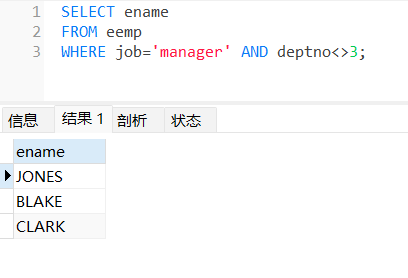 1 SELECT ename
2 FROM eemp
3 WHERE job='manager' AND deptno<>3;
信息 结果 1 剖析 状态
ename
JONES
BLAKE
CLARK